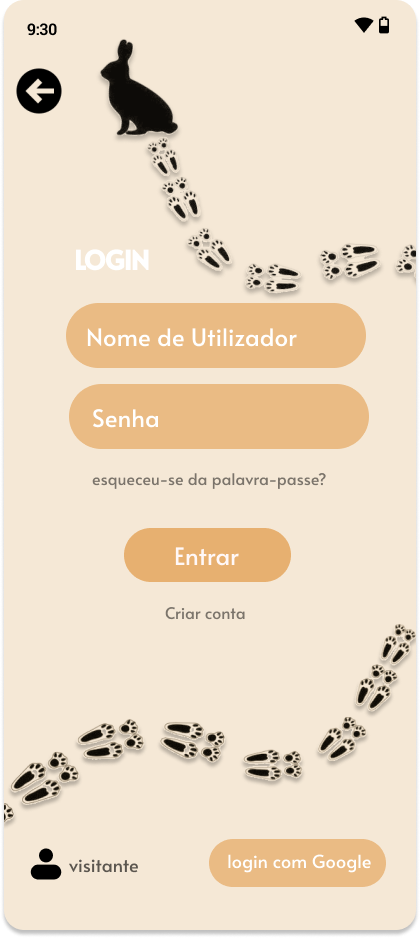 9:30
LOGIN
Nome de Utilizador
Senha
esqueceu-se da palavra-passe?
Entrar
Criar conta
visitante
login com Google